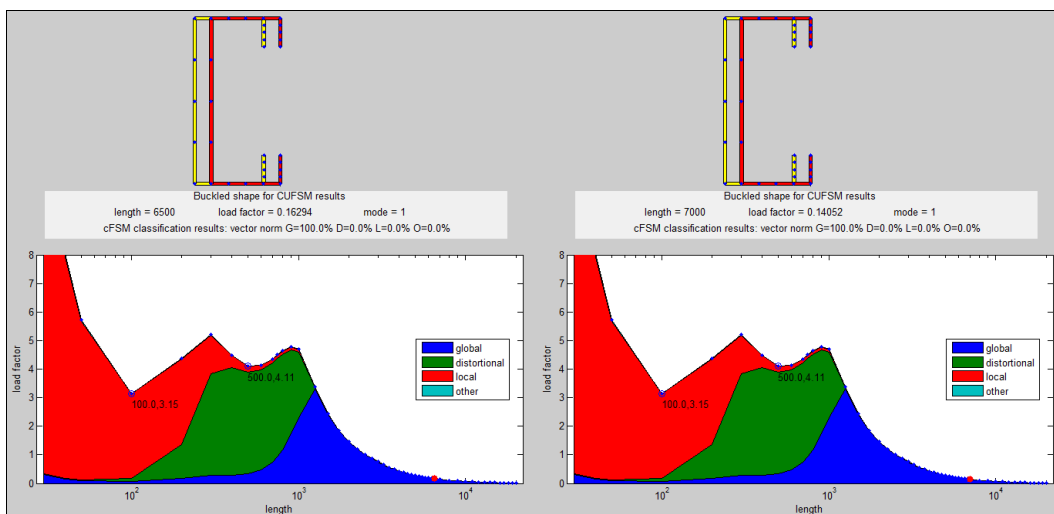 Buckled shape for CUFSM results
length = 6500 load factor = 0.16294 mode = 1
cFSM classification results: vector norm G=100.0% D=0.0% L=0.0% O=0.0%
8
7
6
5
4
3
2
1
0
load factor
100.0,3.15
500.0,4.11
global
distortional
local
other
10^2
10^3
10^4
length
Buckled shape for CUFSM results
length = 7000 load factor = 0.14052 mode = 1
cFSM classification results: vector norm G=100.0% D=0.0% L=0.0% O=0.0%
8
7
6
5
4
3
2
1
0
load factor
100.0,3.15
500.0,4.11
global
distortional
local
other
10^2
10^3
10^4
length